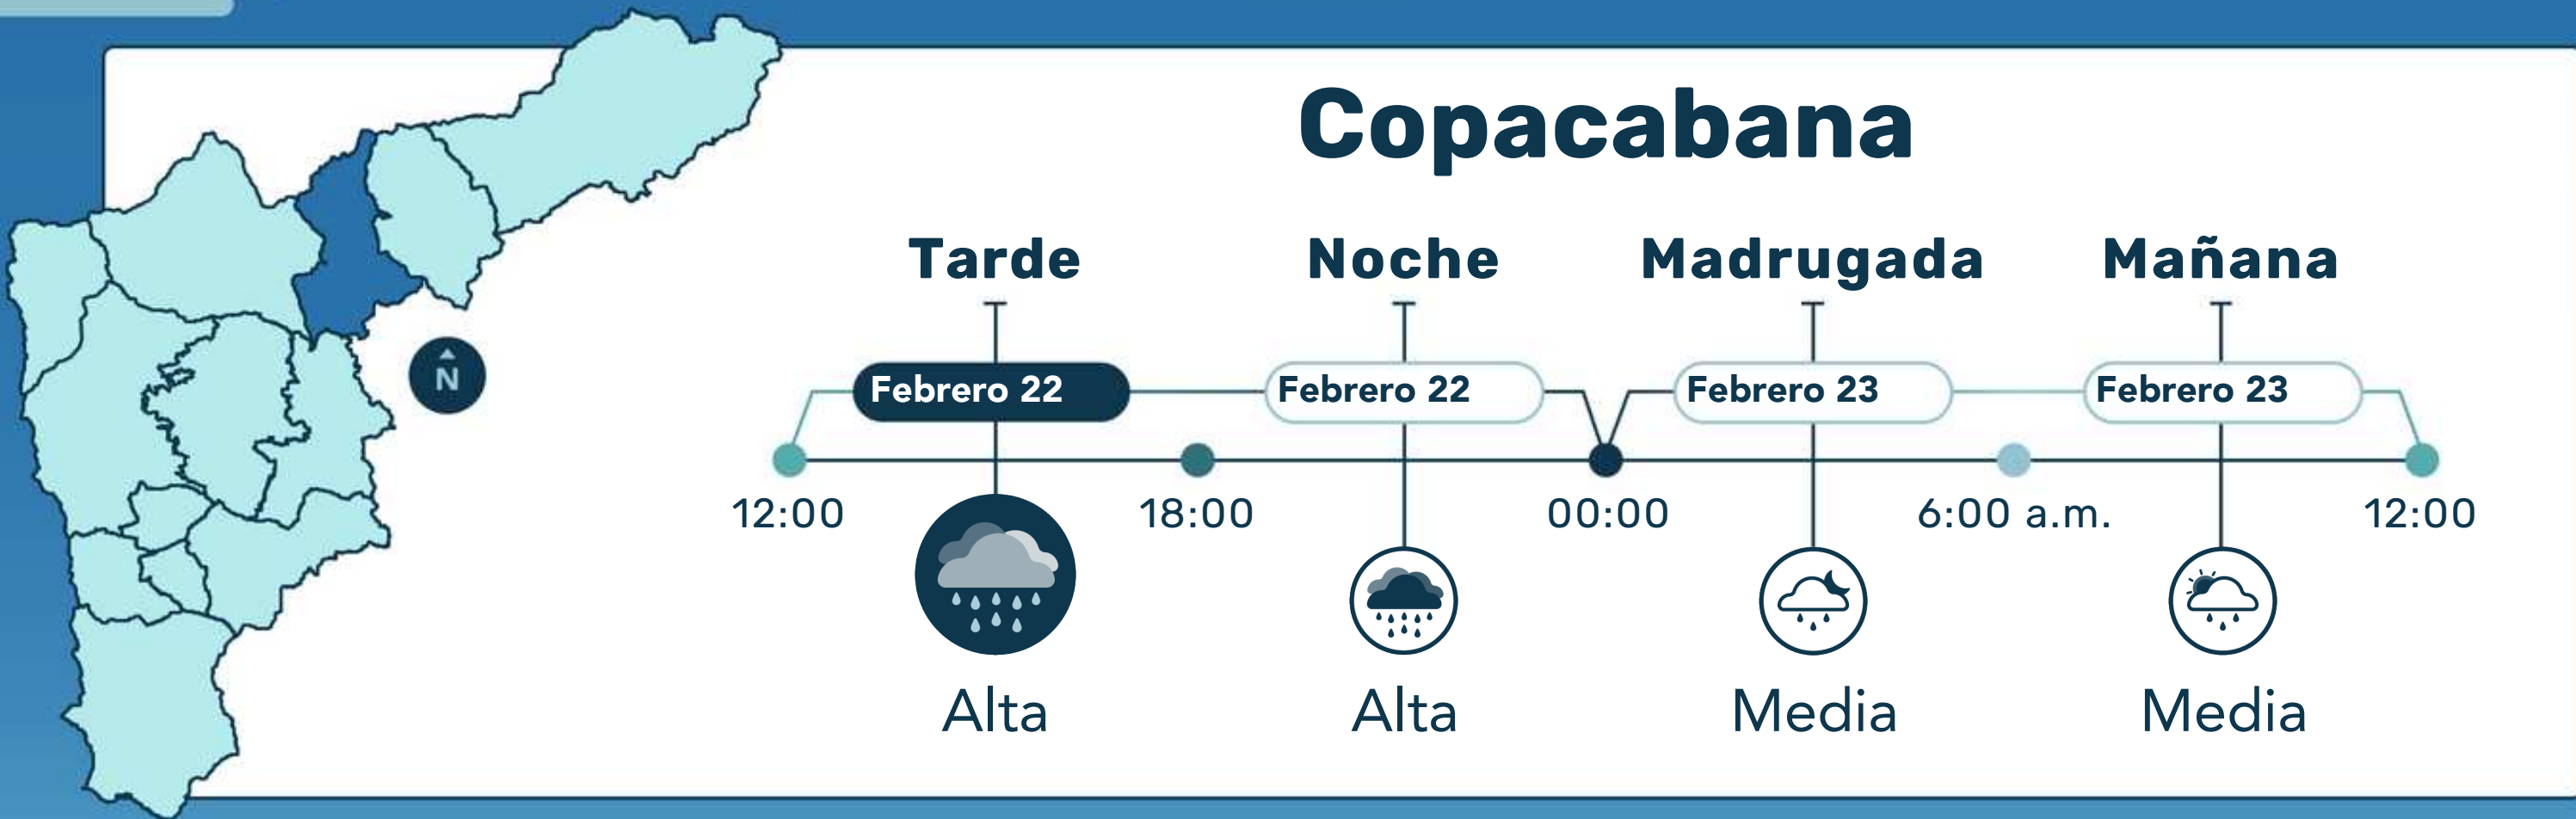 Copacabana
Tarde Noche Madrugada Mañana
Febrero 22 Febrero 22 Febrero 23 Febrero 23
N
12:00 18:00 00:00 6:00 a.m. 12:00
Alta Alta Media Media